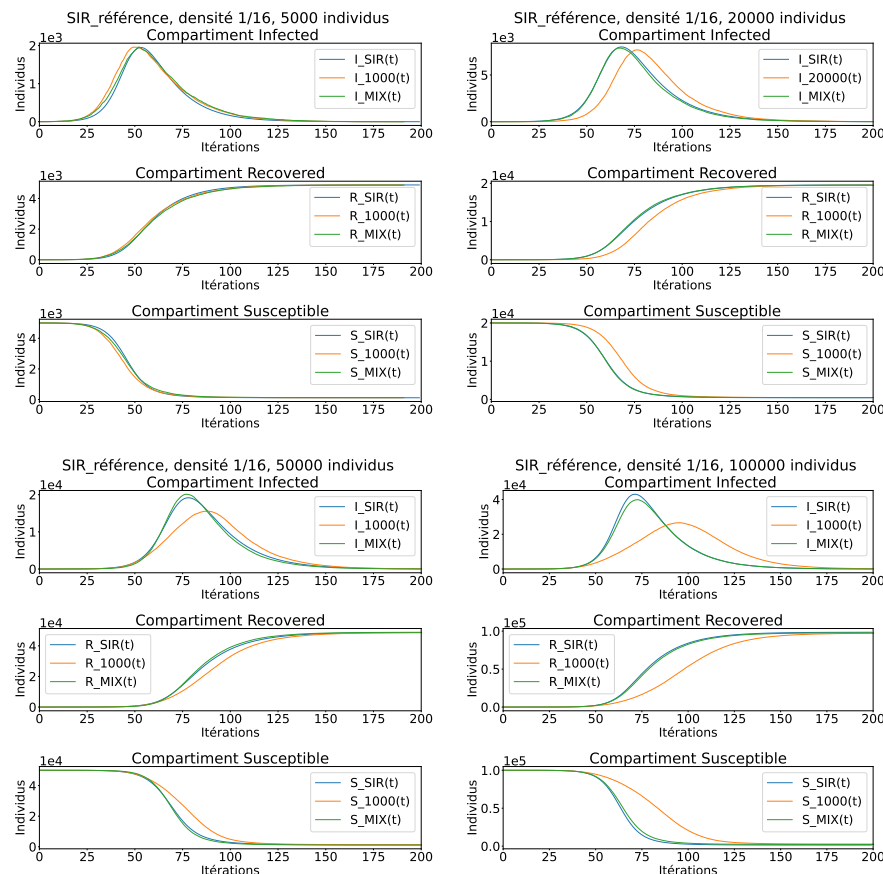 SIR_référence, densité 1/16, 5000 individus
Compartiment Infected
1e3
Individus
2
1
0
I_SIR(t)
I_1000(t)
I_MIX(t)
0 25 50 75 100 125 150 175 200
Itérations
Compartiment Recovered
1e3
Individus
4
2
0
R_SIR(t)
R_1000(t)
R_MIX(t)
0 25 50 75 100 125 150 175 200
Itérations
Compartiment Susceptible
1e3
Individus
4
2
0
S_SIR(t)
S_1000(t)
S_MIX(t)
0 25 50 75 100 125 150 175 200
Itérations
SIR_référence, densité 1/16, 20000 individus
Compartiment Infected
1e3
Individus
5
0
I_SIR(t)
I_20000(t)
I_MIX(t)
0 25 50 75 100 125 150 175 200
Itérations
Compartiment Recovered
1e4
Individus
2
1
0
R_SIR(t)
R_1000(t)
R_MIX(t)
0 25 50 75 100 125 150 175 200
Itérations
Compartiment Susceptible
1e4
Individus
2
1
0
S_SIR(t)
S_1000(t)
S_MIX(t)
0 25 50 75 100 125 150 175 200
Itérations
SIR_référence, densité 1/16, 50000 individus
Compartiment Infected
1e4
Individus
2
1
0
I_SIR(t)
I_1000(t)
I_MIX(t)
0 25 50 75 100 125 150 175 200
Itérations
Compartiment Recovered
1e4
Individus
4
2
0
R_SIR(t)
R_1000(t)
R_MIX(t)
0 25 50 75 100 125 150 175 200
Itérations
Compartiment Susceptible
1e4
Individus
4
2
0
S_SIR(t)
S_1000(t)
S_MIX(t)
0 25 50 75 100 125 150 175 200
Itérations
SIR_référence, densité 1/16, 100000 individus
Compartiment Infected
1e4
Individus
4
2
0
I_SIR(t)
I_1000(t)
I_MIX(t)
0 25 50 75 100 125 150 175 200
Itérations
Compartiment Recovered
1e5
Individus
1.0
0.5
0.0
R_SIR(t)
R_1000(t)
R_MIX(t)
0 25 50 75 100 125 150 175 200
Itérations
Compartiment Susceptible
1e5
Individus
1.0
0.5
0.0
S_SIR(t)
S_1000(t)
S_MIX(t)
0 25 50 75 100 125 150 175 200
Itérations